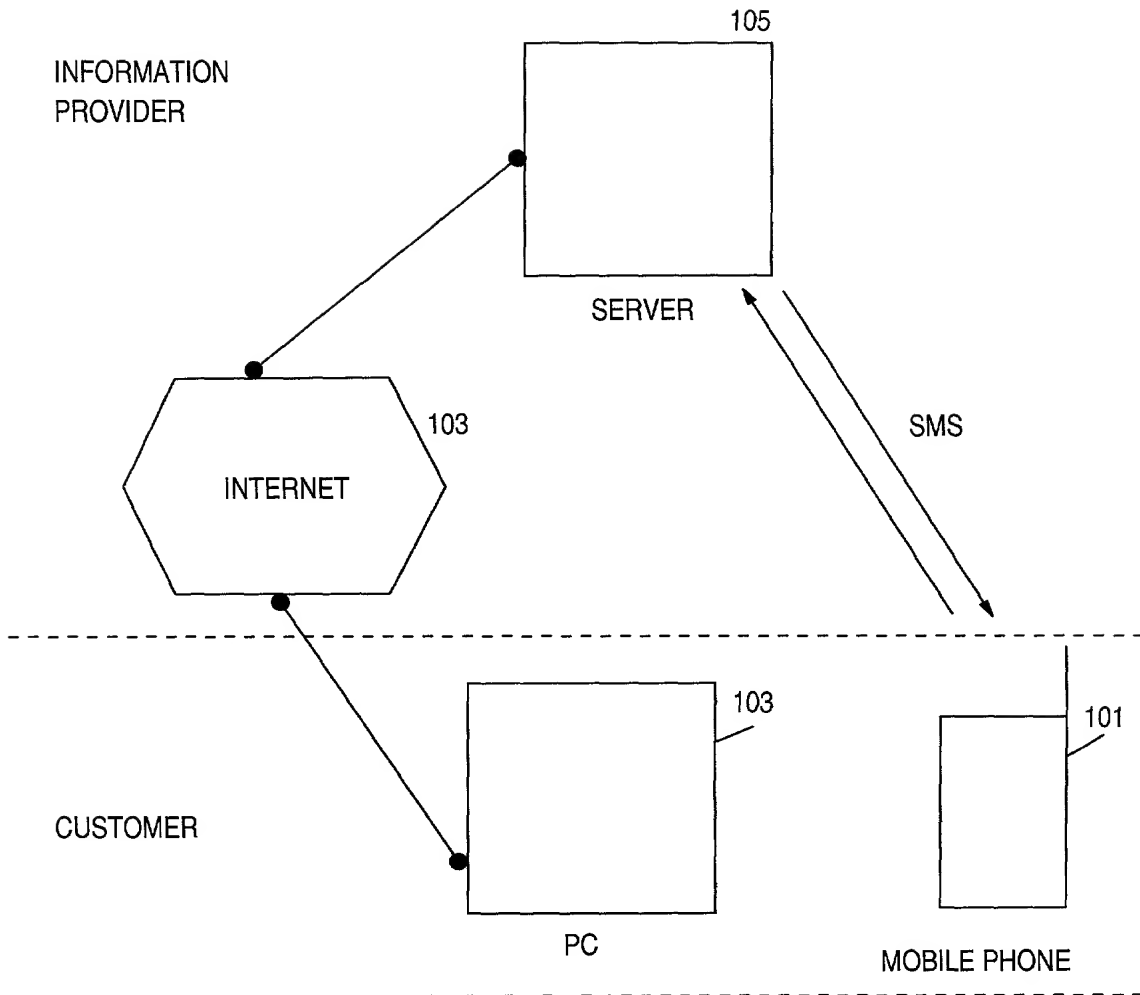 105
INFORMATION
PROVIDER
SERVER
103
SMS
INTERNET
103
101
CUSTOMER
PC
MOBILE PHONE